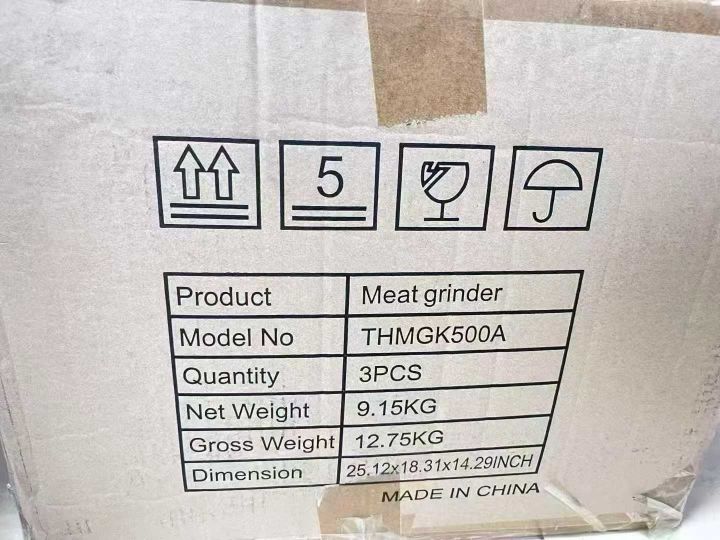 5
Product Meat grinder
Model No THMGK500A
Quantity 3PCS
Net Weight 9.15KG
Gross Weight 12.75KG
Dimension 25.12x18.31x14.29INCH
MADE IN CHINA